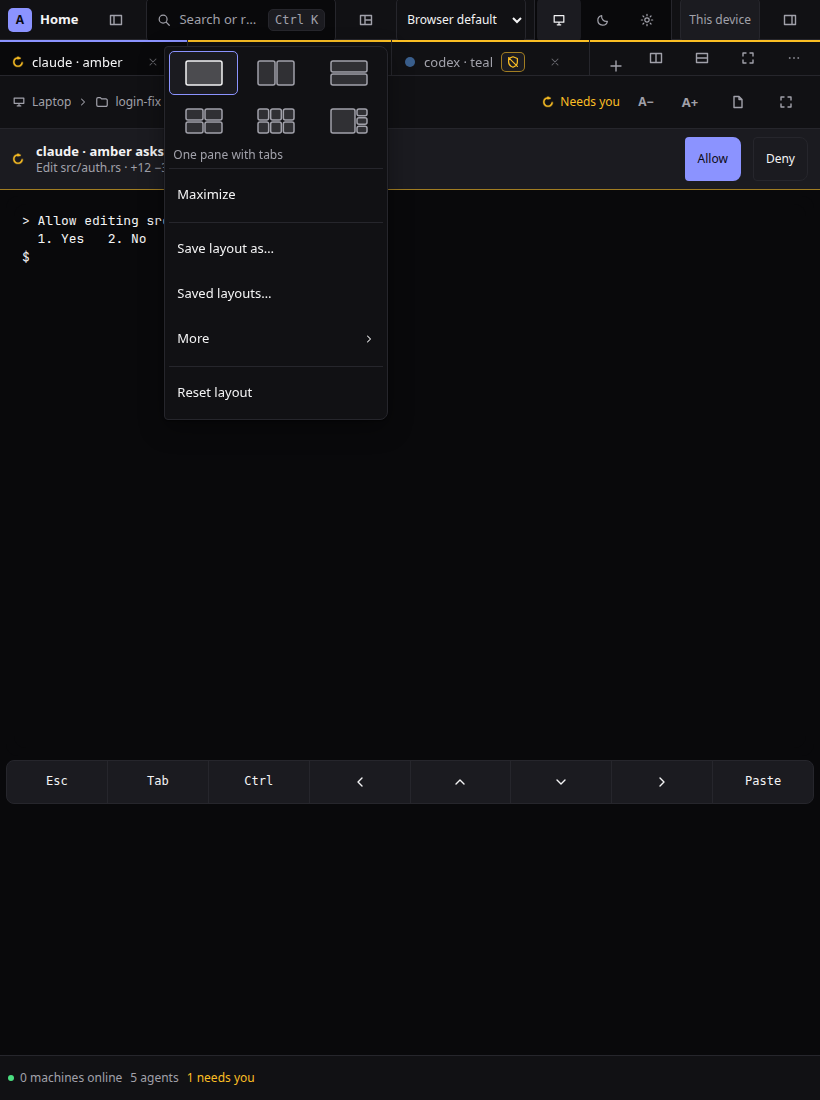 A Home Search or r... Ctrl K Browser default This device
claude · amber codex · teal
Laptop login-fix Needs you A− A+
claude · amber asks
Edit src/auth.rs · +12 Allow Deny
One pane with tabs
Maximize
> Allow editing
1. Yes 2. No
$
Save layout as...
Saved layouts...
More
Reset layout
Esc Tab Ctrl Paste
0 machines online 5 agents 1 needs you